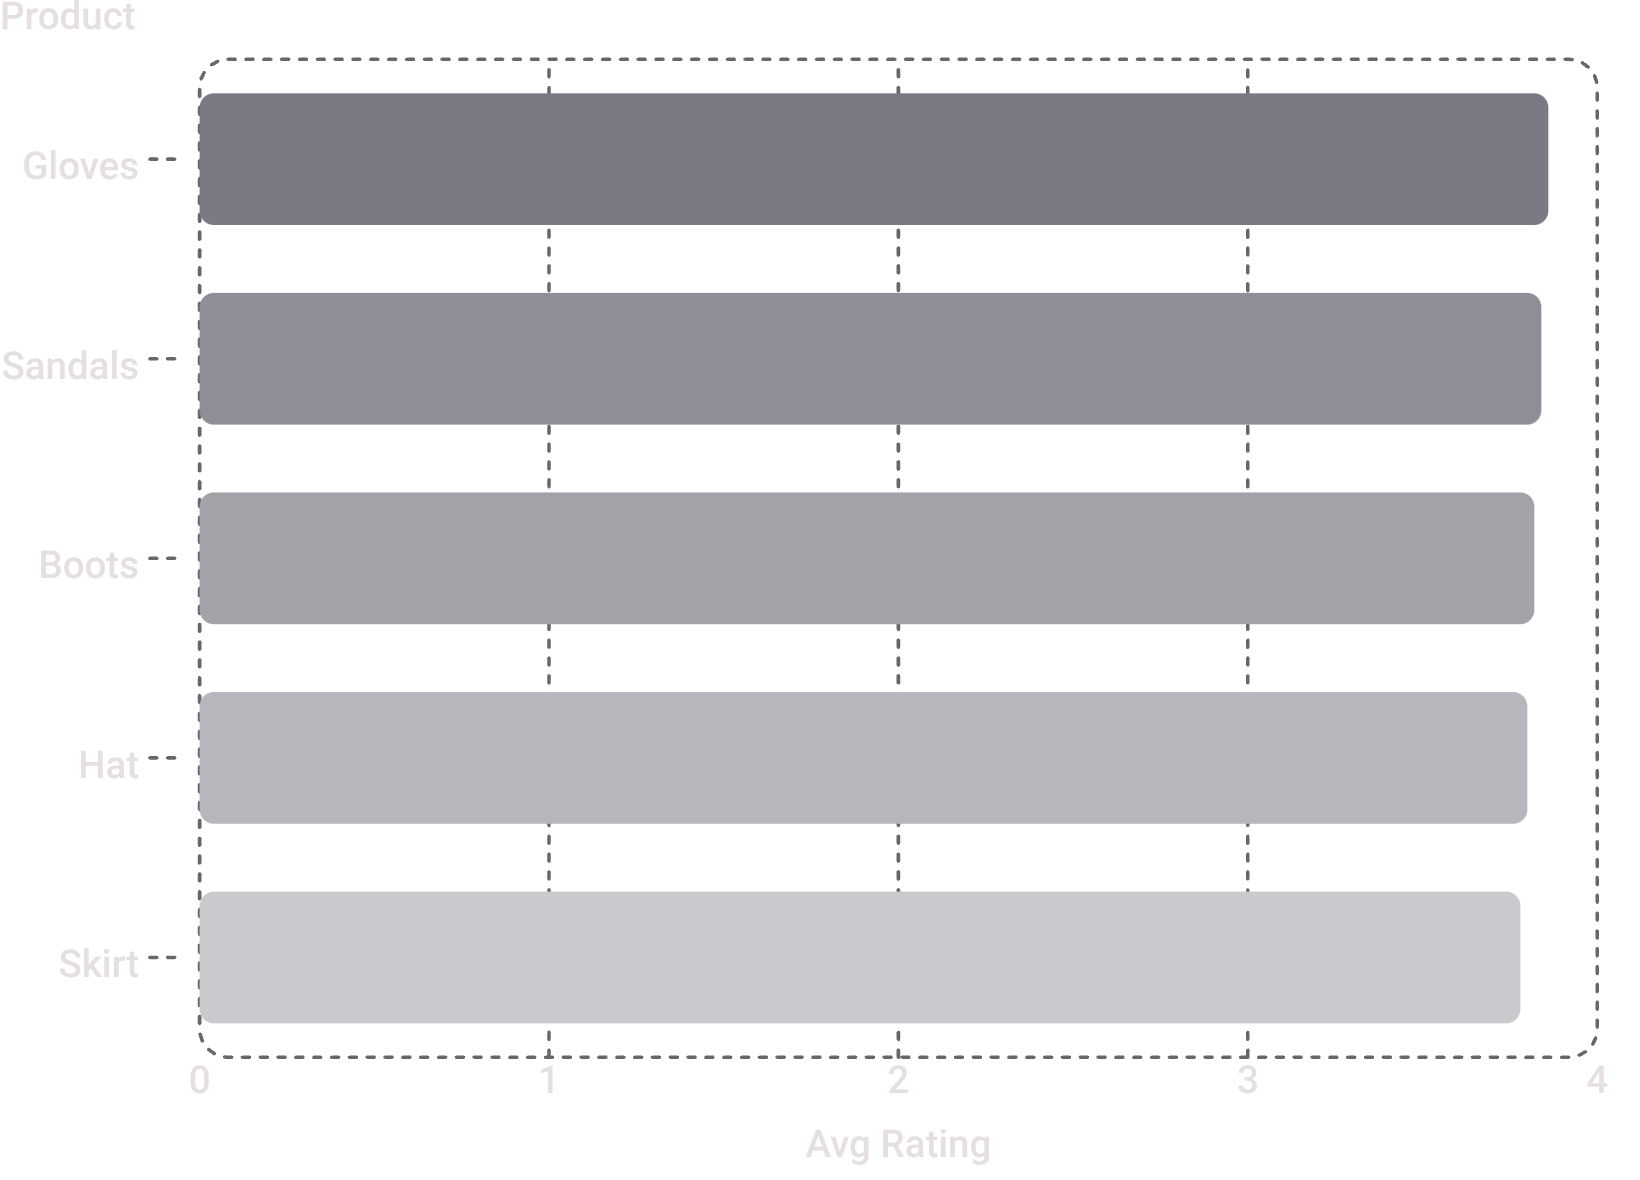 Product
Gloves
Sandals
Boots
Hat
Skirt
0 1 2 3 4
Avg Rating